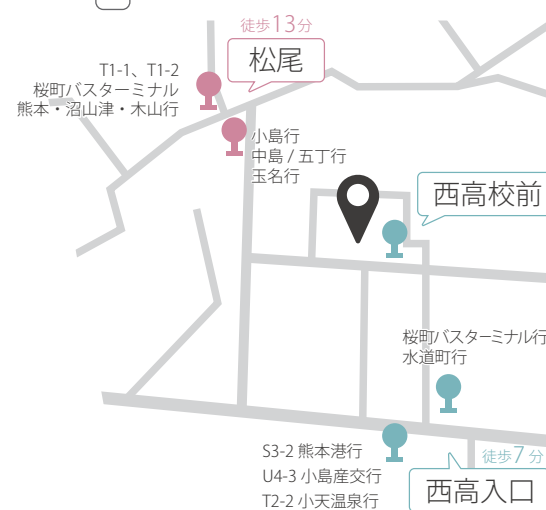 徒歩13分
松尾
T1-1、T1-2
桜町バスターミナル
熊本・沼山津・木山行
小島行
中島 / 五丁行
玉名行
西高校前
桜町バスターミナル行
水道町行
S3-2 熊本港行
U4-3 小島産交行
T2-2 小天温泉行
徒歩7分
西高入口